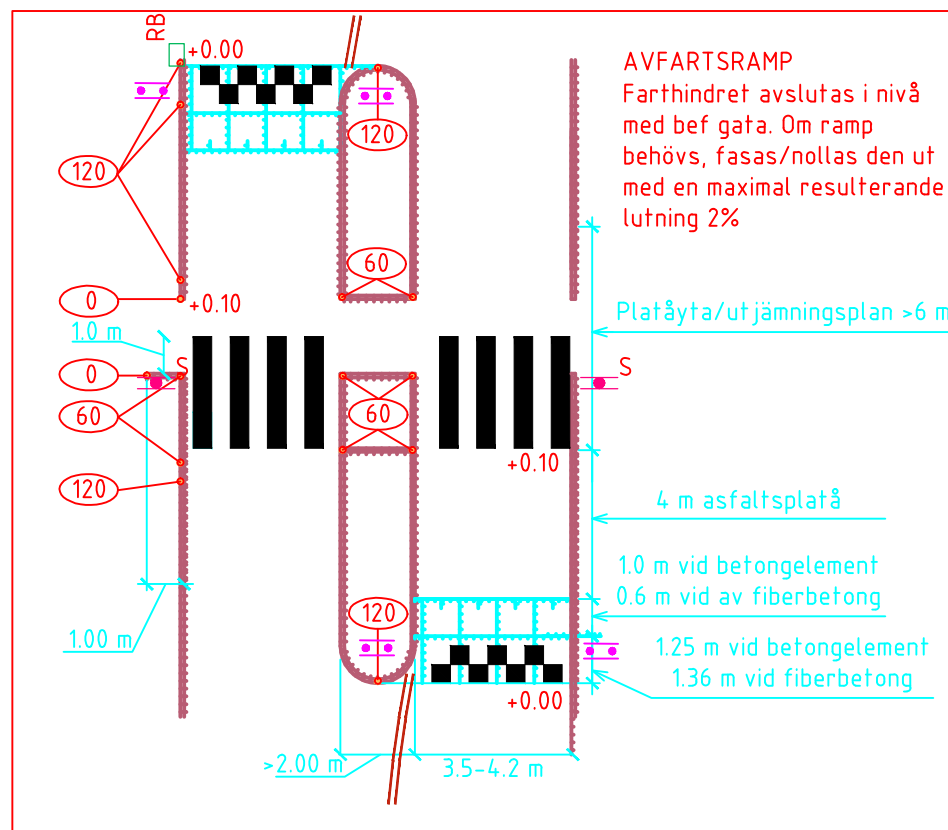 RB
+0.00
AVFARTSRAMP
Farthindret avslutas i nivå
med bef gata. Om ramp
behövs, fasas/nollas den ut
med en maximal resulterande
lutning 2%
120
120
60
0
+0.10
Platåyta/utjämningsplan >6 m
1.0 m
0
S
S
60
60
+0.10
120
4 m asfaltsplatå
1.0 m vid betongelement
0.6 m vid av fiberbetong
120
1.00 m
1.25 m vid betongelement
1.36 m vid fiberbetong
+0.00
>2.00 m
3.5-4.2 m